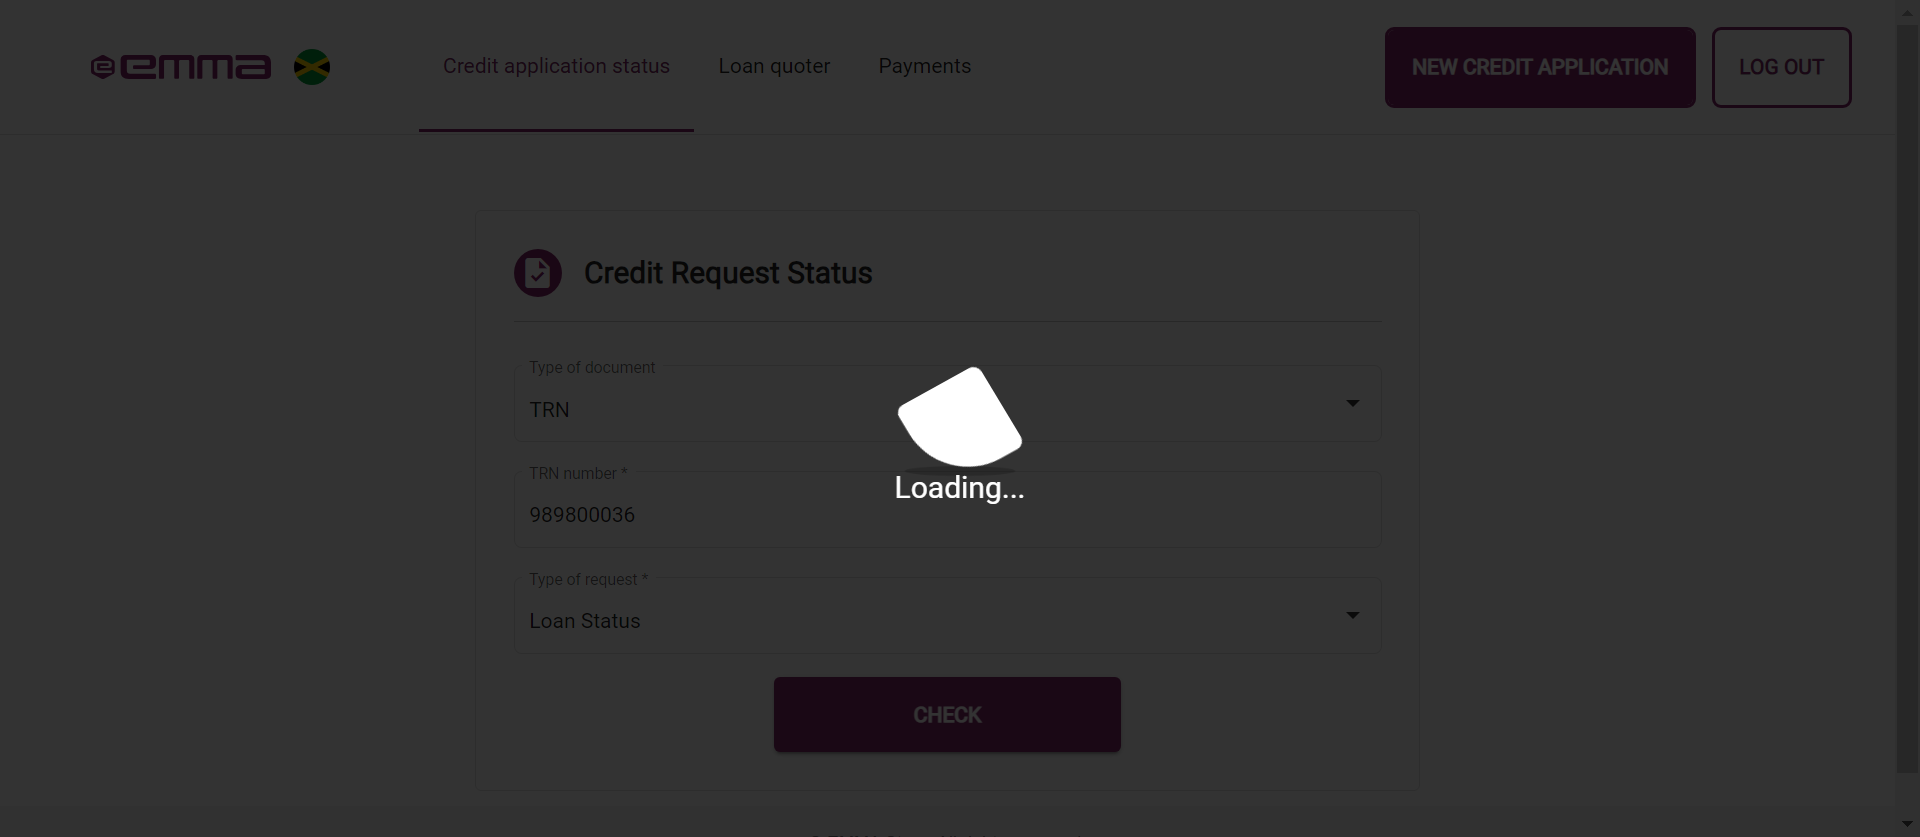 emma
Credit application status
Loan quoter
Payments
NEW CREDIT APPLICATION
LOG OUT
Credit Request Status
Type of document
TRN
TRN number *
989800036
Loading...
Type of request *
Loan Status
CHECK